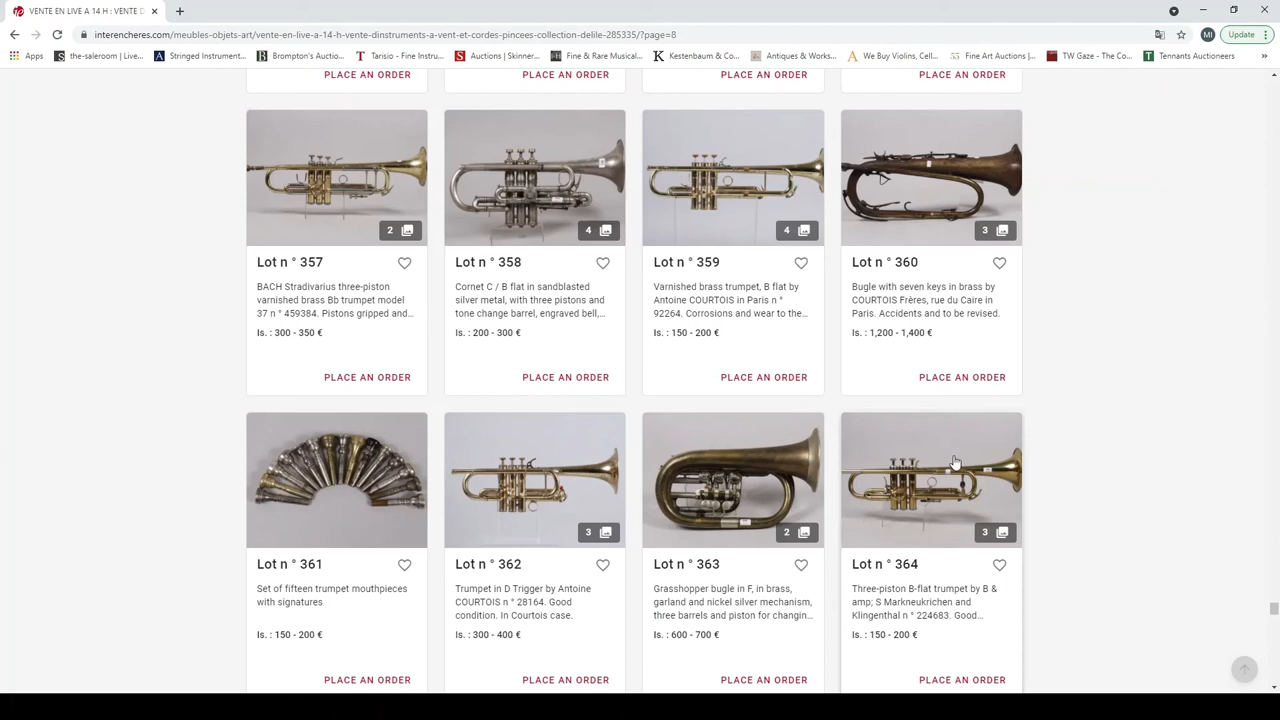 VENTE EN LIVE A 14 H : VENTE D
interencheres.com/meubles-objets-art/vente-en-live-a-14-h-vente-dinstruments-a-vent-et-cordes-pincees-collection-delile-285335/?page=8
MI
Update
Apps
the-saleroom | Live...
Stringed Instrument...
Brompton's Auctio...
Tarisio - Fine Instru...
Auctions | Skinner...
Fine & Rare Musical...
Kestenbaum & Co...
Antiques & Works...
We Buy Violins, Cell...
Fine Art Auctions |...
TW Gaze - The Co...
Tennants Auctioneers
PLACE AN ORDER
PLACE AN ORDER
PLACE AN ORDER
PLACE AN ORDER
2
Lot n ° 357
BACH Stradivarius three-piston
varnished brass Bb trumpet model
37 n ° 459384. Pistons gripped and...
Is. : 300 - 350 €
PLACE AN ORDER
4
Lot n ° 358
Cornet C / B flat in sandblasted
silver metal, with three pistons and
tone change barrel, engraved bell,...
Is. : 200 - 300 €
PLACE AN ORDER
4
Lot n ° 359
Varnished brass trumpet, B flat by
Antoine COURTOIS in Paris n °
92264. Corrosions and wear to the...
Is. : 150 - 200 €
PLACE AN ORDER
3
Lot n ° 360
Bugle with seven keys in brass by
COURTOIS Frères, rue du Caire in
Paris. Accidents and to be revised.
Is. : 1,200 - 1,400 €
PLACE AN ORDER
Lot n ° 361
Set of fifteen trumpet mouthpieces
with signatures
Is. : 150 - 200 €
PLACE AN ORDER
3
Lot n ° 362
Trumpet in D Trigger by Antoine
COURTOIS n ° 28164. Good
condition. In Courtois case.
Is. : 300 - 400 €
PLACE AN ORDER
2
Lot n ° 363
Grasshopper bugle in F, in brass,
garland and nickel silver mechanism,
three barrels and piston for changin...
Is. : 600 - 700 €
PLACE AN ORDER
3
Lot n ° 364
Three-piston B-flat trumpet by B &
amp; S Markneukrichen and
Klingenthal n ° 224683. Good...
Is. : 150 - 200 €
PLACE AN ORDER